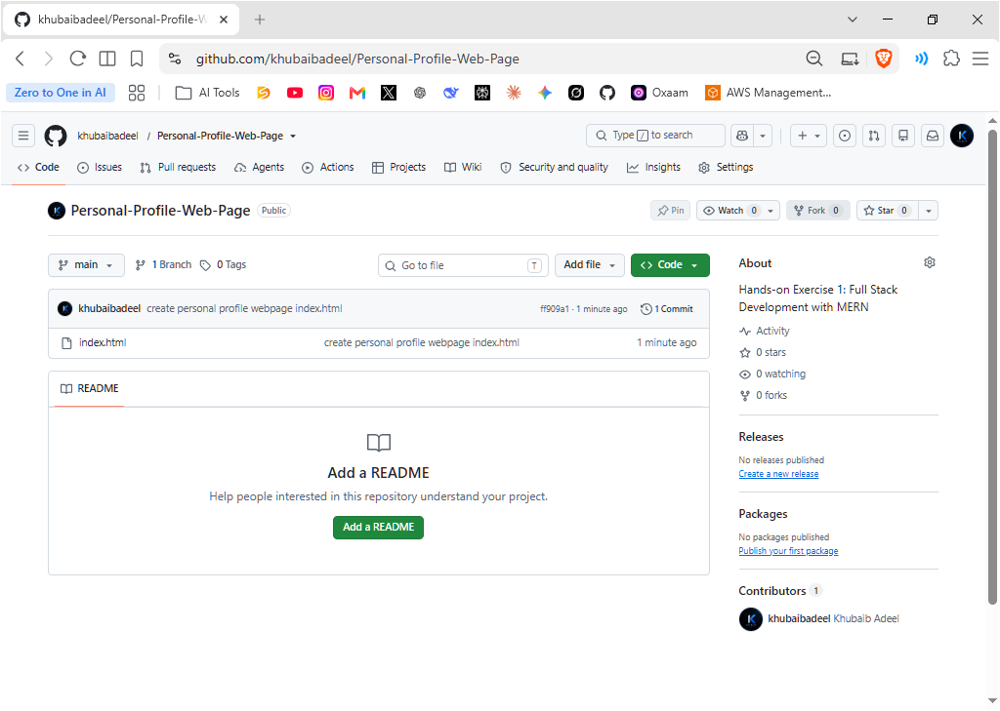 khubaibadeel/Personal-Profile-W
github.com/khubaibadeel/Personal-Profile-Web-Page
Zero to One in AI
AI Tools
Oxaam
AWS Management...
khubaibadeel / Personal-Profile-Web-Page
Type / to search
Code
Issues
Pull requests
Agents
Actions
Projects
Wiki
Security and quality
Insights
Settings
Personal-Profile-Web-Page Public
Pin
Watch 0
Fork 0
Star 0
main
1 Branch
0 Tags
Go to file T
Add file
Code
khubaibadeel create personal profile webpage index.html
ff909a1 · 1 minute ago
1 Commit
index.html
create personal profile webpage index.html
1 minute ago
README
Add a README
Help people interested in this repository understand your project.
Add a README
About
Hands-on Exercise 1: Full Stack
Development with MERN
Activity
0 stars
0 watching
0 forks
Releases
No releases published
Create a new release
Packages
No packages published
Publish your first package
Contributors 1
khubaibadeel Khubaib Adeel